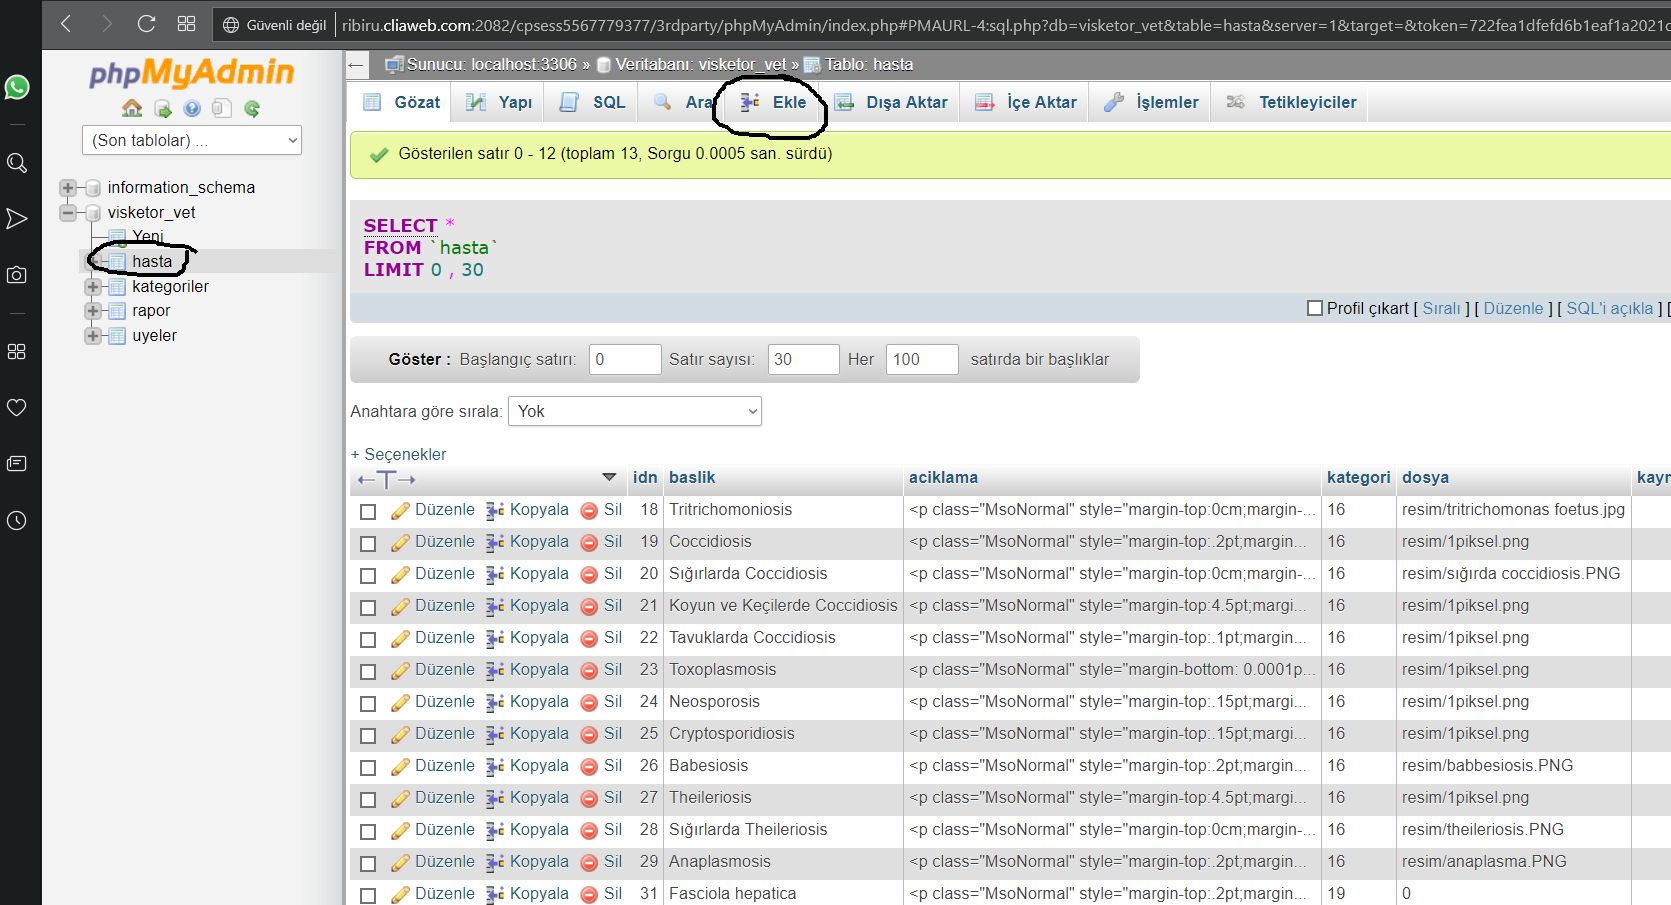 Güvenli değil
ribiru.cliaweb.com:2082/cpsess5567779377/3rdparty/phpMyAdmin/index.php#PMAURL-4:sql.php?db=visketor_vet&table=hasta&server=1&target=&token=722fea1dfefd6b1eaf1a2021c
phpMyAdmin
(Son tablolar) ...
information_schema
visketor_vet
Yeni
hasta
kategoriler
rapor
uyeler
Sunucu: localhost:3306 » Veritabanı: visketor_vet » Tablo: hasta
Gözat Yapı SQL Ara Ekle Dışa Aktar İçe Aktar İşlemler Tetikleyiciler
Gösterilen satır 0 - 12 (toplam 13, Sorgu 0.0005 san. sürdü)
SELECT *
FROM `hasta`
LIMIT 0 , 30
Profil çıkart [ Sıralı ] [ Düzenle ] [ SQL'i açıkla ] [
Göster : Başlangıç satırı: 0 Satır sayısı: 30 Her 100 satırda bir başlıklar
Anahtara göre sırala: Yok
+ Seçenekler
←T→ idn baslik aciklama kategori dosya
Düzenle Kopyala Sil 18 Tritrichomoniosis <p class="MsoNormal" style="margin-top:0cm;margin-... 16 resim/tritrichomonas foetus.jpg
Düzenle Kopyala Sil 19 Coccidiosis <p class="MsoNormal" style="margin-top:.2pt;margin... 16 resim/1piksel.png
Düzenle Kopyala Sil 20 Sığırlarda Coccidiosis <p class="MsoNormal" style="margin-top:0cm;margin-... 16 resim/sığırda coccidiosis.PNG
Düzenle Kopyala Sil 21 Koyun ve Keçilerde Coccidiosis <p class="MsoNormal" style="margin-top:4.5pt;margi... 16 resim/1piksel.png
Düzenle Kopyala Sil 22 Tavuklarda Coccidiosis <p class="MsoNormal" style="margin-top:.1pt;margin... 16 resim/1piksel.png
Düzenle Kopyala Sil 23 Toxoplasmosis <p class="MsoNormal" style="margin-bottom: 0.0001p... 16 resim/1piksel.png
Düzenle Kopyala Sil 24 Neosporosis <p class="MsoNormal" style="margin-top:.15pt;margi... 16 resim/1piksel.png
Düzenle Kopyala Sil 25 Cryptosporidiosis <p class="MsoNormal" style="margin-top:.15pt;margi... 16 resim/1piksel.png
Düzenle Kopyala Sil 26 Babesiosis <p class="MsoNormal" style="margin-top:.2pt;margin... 16 resim/babbesiosis.PNG
Düzenle Kopyala Sil 27 Theileriosis <p class="MsoNormal" style="margin-top:4.5pt;margi... 16 resim/1piksel.png
Düzenle Kopyala Sil 28 Sığırlarda Theileriosis <p class="MsoNormal" style="margin-top:0cm;margin-... 16 resim/theileriosis.PNG
Düzenle Kopyala Sil 29 Anaplasmosis <p class="MsoNormal" style="margin-top:.2pt;margin... 16 resim/anaplasma.PNG
Düzenle Kopyala Sil 31 Fasciola hepatica <p class="MsoNormal" style="margin-top:.2pt;margin... 19 0